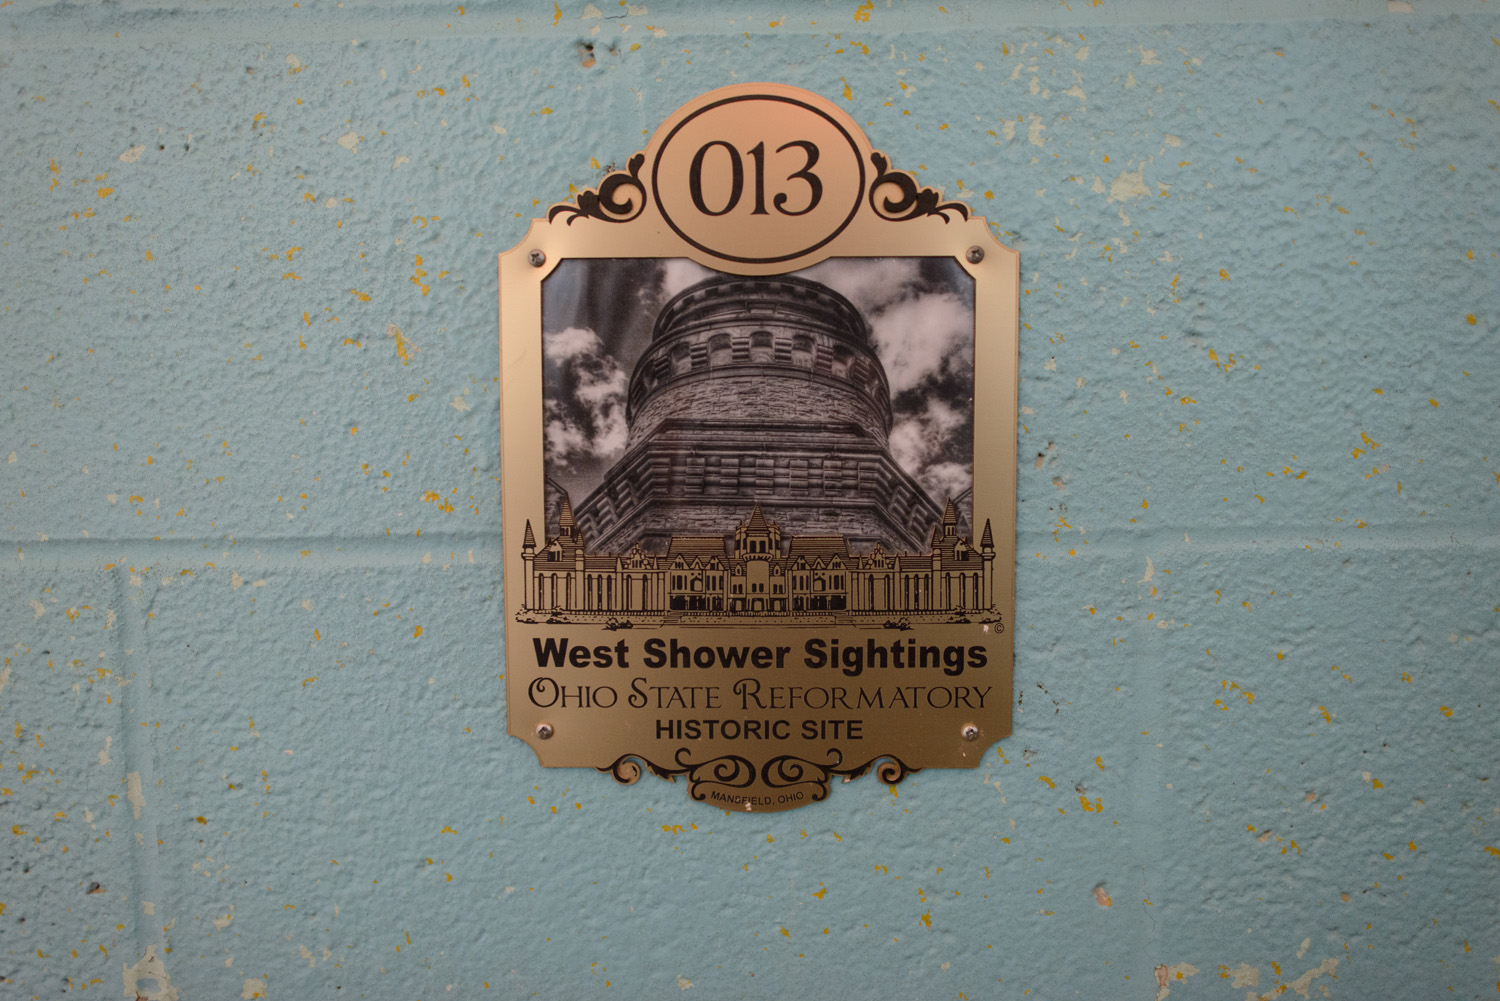 013
©
West Shower Sightings
Ohio State Reformatory
HISTORIC SITE
MANSFIELD, OHIO